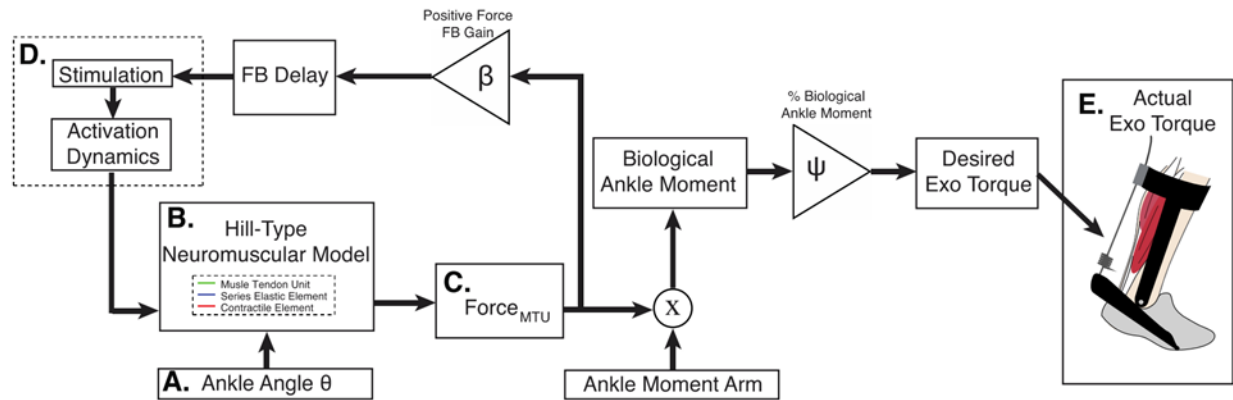 D.
Stimulation
Activation
Dynamics
FB Delay
Positive Force
FB Gain
β
% Biological
Ankle Moment
ψ
Biological
Ankle Moment
Desired
Exo Torque
E. Actual
Exo Torque
B.
Hill-Type
Neuromuscular Model
Musle Tendon Unit
Series Elastic Element
Contractile Element
C.
Force MTU
X
A. Ankle Angle θ
Ankle Moment Arm